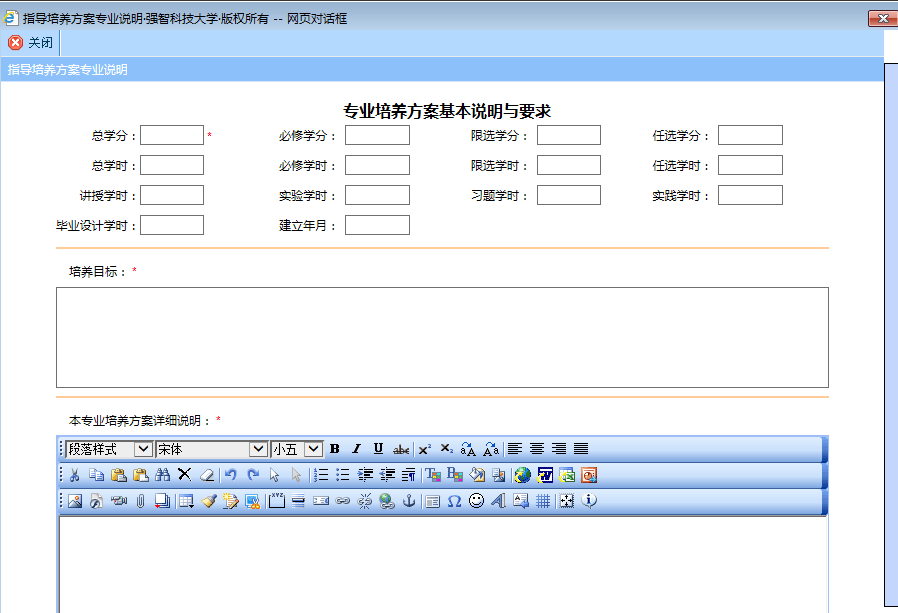 指导培养方案专业说明·强智科技大学·版权所有 -- 网页对话框
关闭
指导培养方案专业说明
专业培养方案基本说明与要求
总学分： * 必修学分： 限选学分： 任选学分：
总学时： 必修学时： 限选学时： 任选学时：
讲授学时： 实验学时： 习题学时： 实践学时：
毕业设计学时： 建立年月：
培养目标： *
本专业培养方案详细说明： *
段落样式 宋体 小五 B I U abc x² x₂